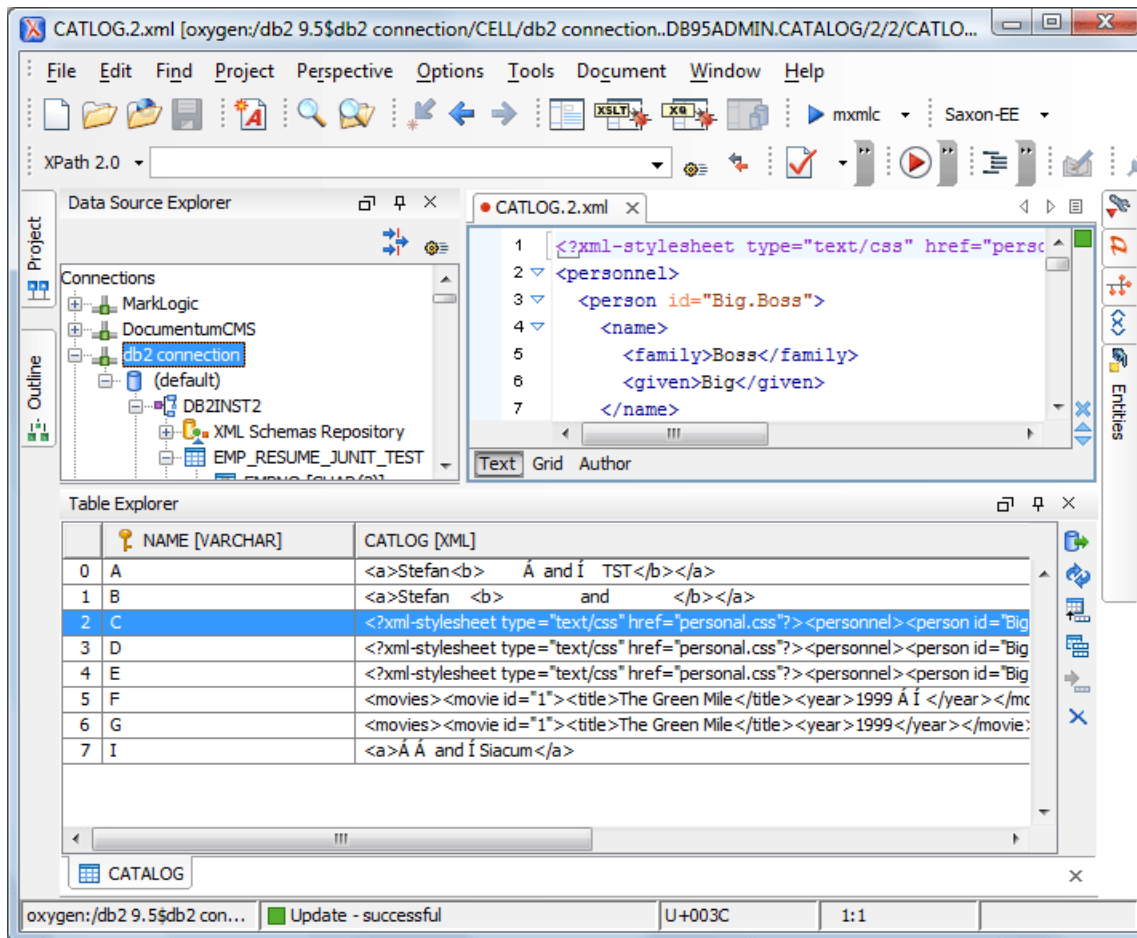 CATLOG.2.xml [oxygen:/db2 9.5$db2 connection/CELL/db2 connection..DB95ADMIN.CATALOG/2/2/CATLO...
File Edit Find Project Perspective Options Tools Document Window Help
XSLT XQ mxmlc Saxon-EE
XPath 2.0
Project
Outline
Data Source Explorer
Connections
MarkLogic
DocumentumCMS
db2 connection
(default)
DB2INST2
XML Schemas Repository
EMP_RESUME_JUNIT_TEST
CATLOG.2.xml
1 <?xml-stylesheet type="text/css" href="perso
2 <personnel>
3 <person id="Big.Boss">
4 <name>
5 <family>Boss</family>
6 <given>Big</given>
7 </name>
Text Grid Author
Entities
Table Explorer
NAME [VARCHAR] CATLOG [XML]
0 A <a>Stefan<b> Á and Í TST</b></a>
1 B <a>Stefan <b> and </b></a>
2 C <?xml-stylesheet type="text/css" href="personal.css"?><personnel><person id="Big
3 D <?xml-stylesheet type="text/css" href="personal.css"?><personnel><person id="Big
4 E <?xml-stylesheet type="text/css" href="personal.css"?><personnel><person id="Big
5 F <movies><movie id="1"><title>The Green Mile</title><year>1999 Á Í </year></mo
6 G <movies><movie id="1"><title>The Green Mile</title><year>1999</year></movie>
7 I <a>Á Á and Í Siacum</a>
CATALOG
oxygen:/db2 9.5$db2 con... Update - successful U+003C 1:1